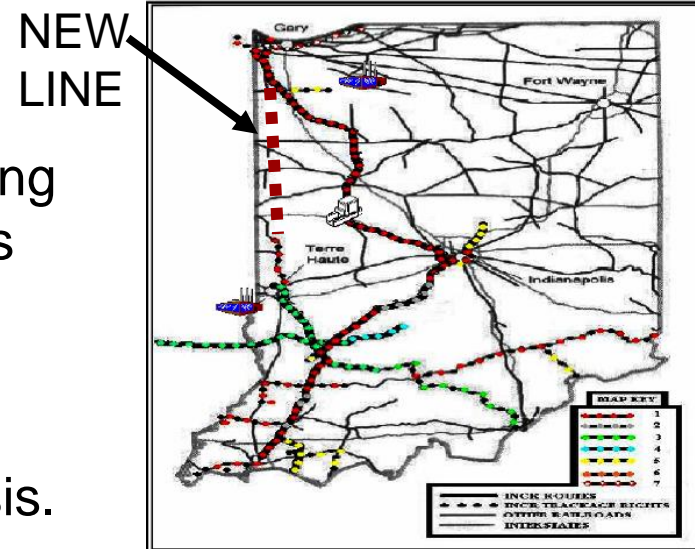 NEW
LINE
ng
s
sis.
Gary
Fort Wayne
Terre
Haute
Indianapolis
MAP KEY
1
2
3
4
5
6
7
INCR ROUTES
INCR TRACKAGE RIGHTS
OTHER RAILROADS
INTERSTATES